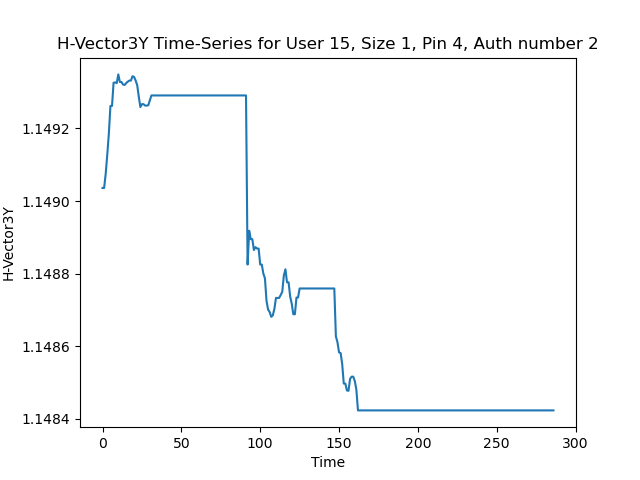 H-Vector3Y Time-Series for User 15, Size 1, Pin 4, Auth number 2
H-Vector3Y
1.1492
1.1490
1.1488
1.1486
1.1484
0 50 100 150 200 250 300
Time